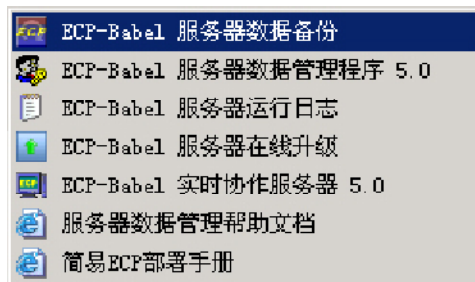 ECP-Babel 服务器数据备份
ECP-Babel 服务器数据管理程序 5.0
ECP-Babel 服务器运行日志
ECP-Babel 服务器在线升级
ECP-Babel 实时协作服务器 5.0
服务器数据管理帮助文档
简易ECP部署手册